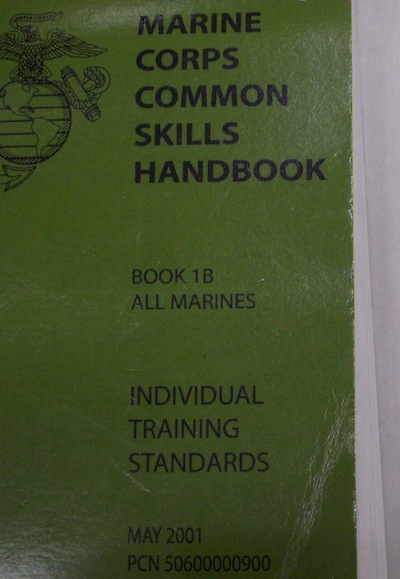 MARINE
CORPS
COMMON
SKILLS
HANDBOOK
BOOK 1B
ALL MARINES
INDIVIDUAL
TRAINING
STANDARDS
MAY 2001
PCN 50600000900